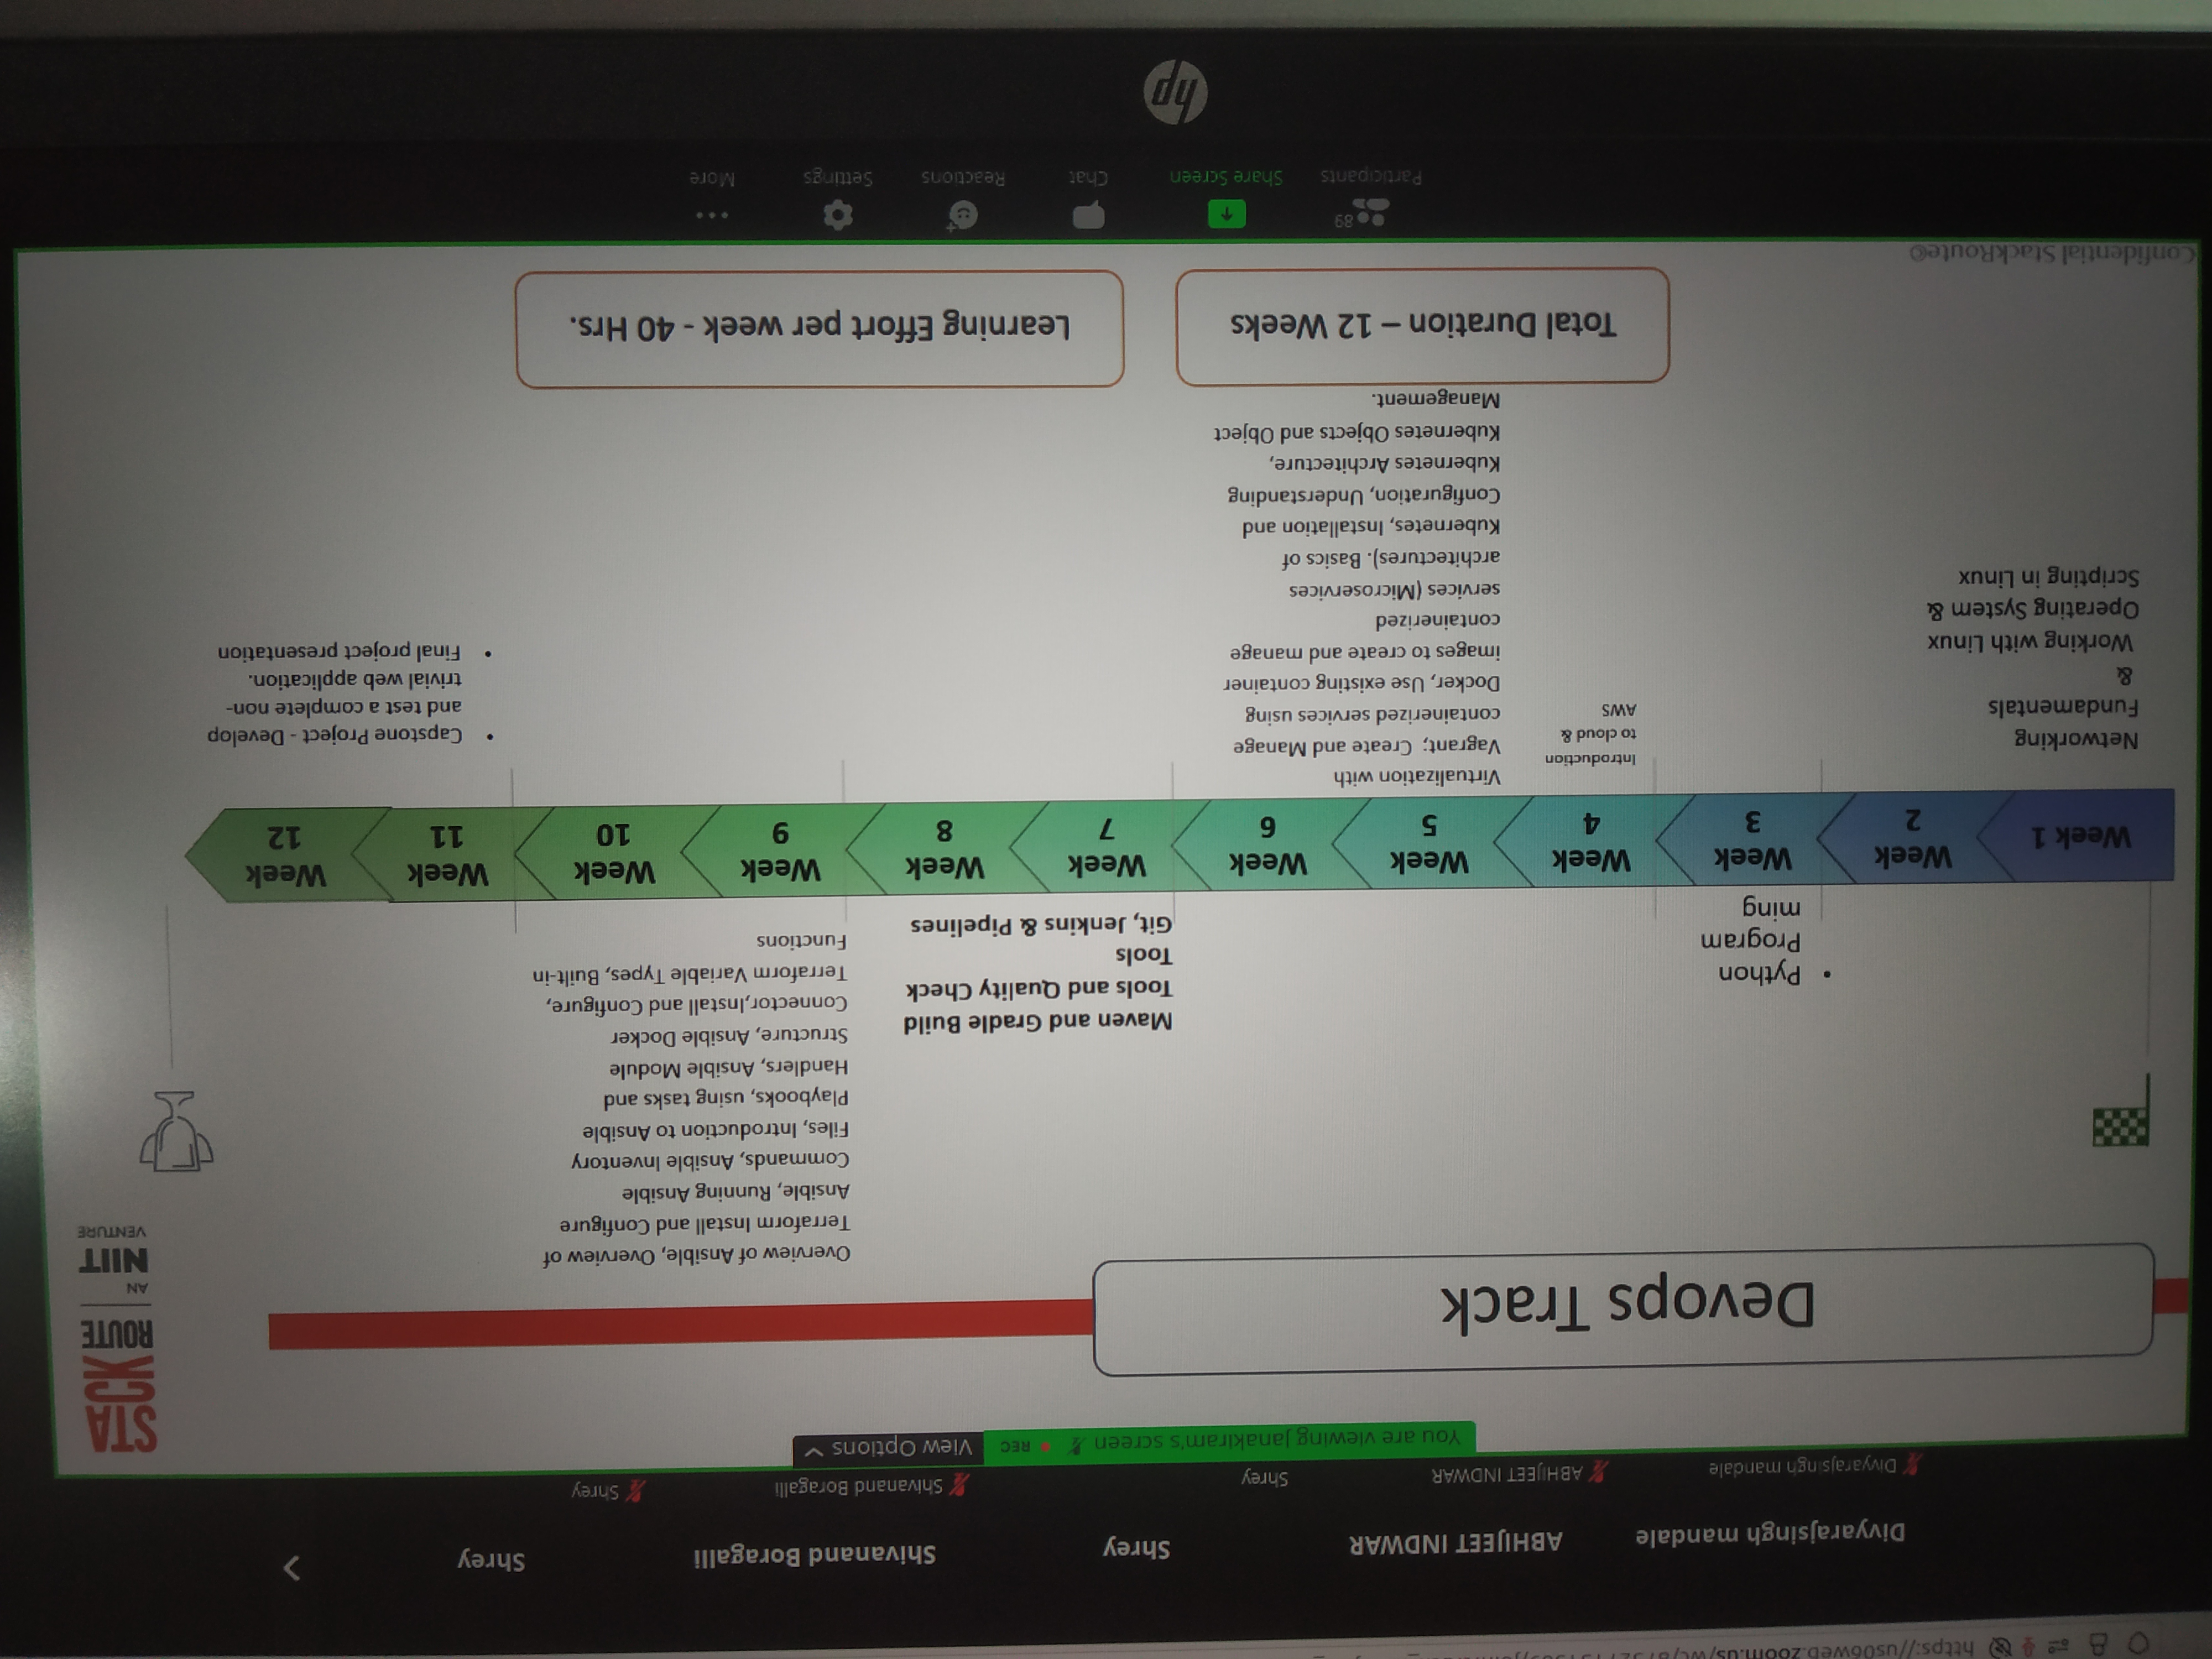 Divyarajsingh mandale
ABHIJEET INDWAR
Shrey
Shivanand Boragalli
Shrey
Divyarajsingh mandale
ABHIJEET INDWAR
Shrey
Shivanand Boragalli
Shrey
You are viewing Janakiram's screen
REC
View Options
STA
CK
ROUTE
AN
NIIT
VENTURE
Devops Track
Overview of Ansible, Overview of
Terraform Install and Configure
Ansible, Running Ansible
Commands, Ansible Inventory
Files, Introduction to Ansible
Playbooks, using tasks and
Handlers, Ansible Module
Structure, Ansible Docker
Connector,Install and Configure,
Terraform Variable Types, Built-in
Functions
Maven and Gradle Build
Tools and Quality Check
Tools
Git, Jenkins & Pipelines
• Python
Program
ming
Week 1
Week
2
Week
3
Week
4
Week
5
Week
6
Week
7
Week
8
Week
9
Week
10
Week
11
Week
12
Networking
Fundamentals
&
Working with Linux
Operating System &
Scripting in Linux
Introduction
to cloud &
AWS
Virtualization with
Vagrant; Create and Manage
containerized services using
Docker, Use existing container
images to create and manage
containerized
services (Microservices
architectures). Basics of
Kubernetes, Installation and
Configuration, Understanding
Kubernetes Architecture,
Kubernetes Objects and Object
Management.
• Capstone Project - Develop
and test a complete non-
trivial web application.
• Final project presentation
Total Duration – 12 Weeks
Learning Effort per week - 40 Hrs.
Confidential StackRoute©
89
Participants
Share Screen
Chat
Reactions
Settings
More
hp